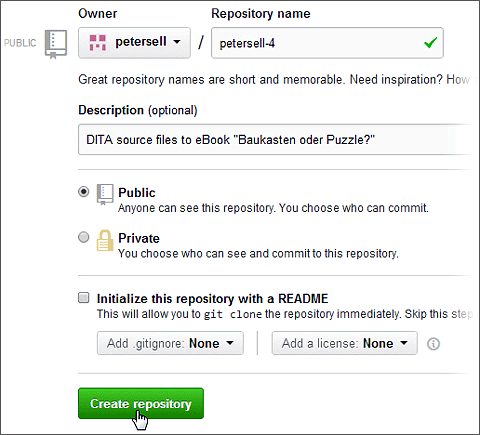 Owner Repository name
PUBLIC petersell / petersell-4
Great repository names are short and memorable. Need inspiration? How
Description (optional)
DITA source files to eBook "Baukasten oder Puzzle?"
Public
Anyone can see this repository. You choose who can commit.
Private
You choose who can see and commit to this repository.
Initialize this repository with a README
This will allow you to git clone the repository immediately. Skip this step
Add .gitignore: None Add a license: None
Create repository